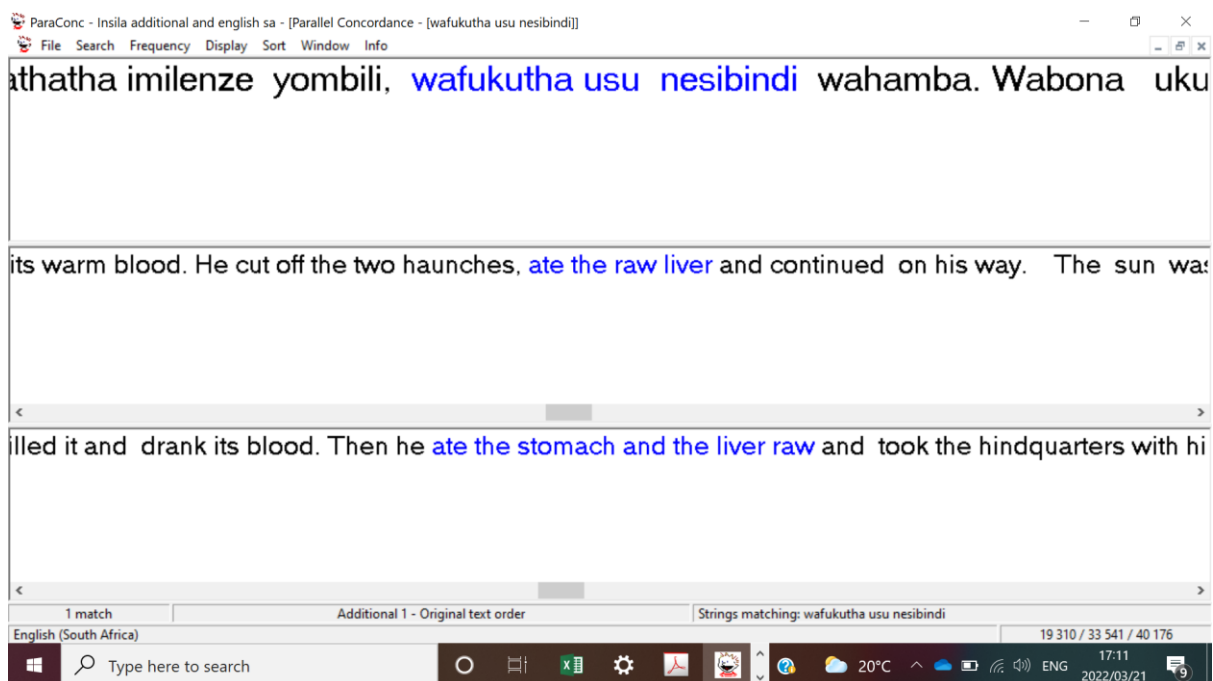 ParaConc - Insila additional and english sa - [Parallel Concordance - [wafukutha usu nesibindi]]
File Search Frequency Display Sort Window Info
athatha imilenze yombili, wafukutha usu nesibindi wahamba. Wabona uku
its warm blood. He cut off the two haunches, ate the raw liver and continued on his way. The sun was
illed it and drank its blood. Then he ate the stomach and the liver raw and took the hindquarters with hi
1 match Additional 1 - Original text order Strings matching: wafukutha usu nesibindi
English (South Africa) 19 310 / 33 541 / 40 176
Type here to search 20°C ENG 17:11
2022/03/21 9